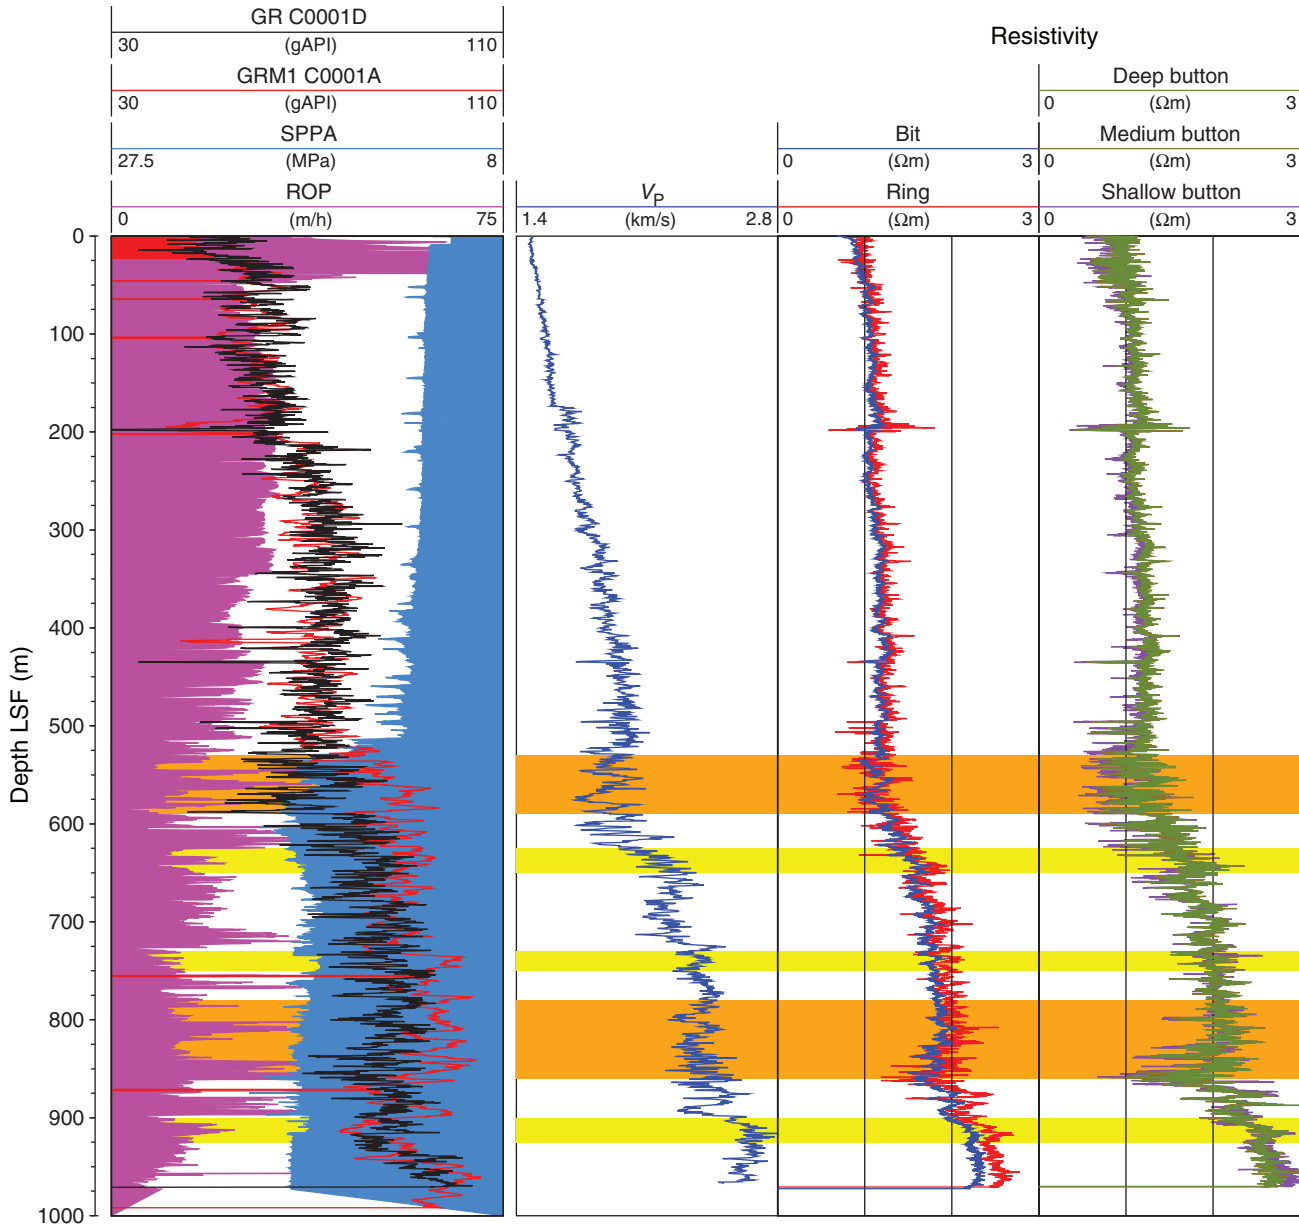 GR C0001D
30 (gAPI) 110
Resistivity
GRM1 C0001A
30 (gAPI) 110
Deep button
0 (Ωm) 3
SPPA
27.5 (MPa) 8
Bit
0 (Ωm) 3
Medium button
0 (Ωm) 3
ROP
0 (m/h) 75
VP
1.4 (km/s) 2.8
Ring
0 (Ωm) 3
Shallow button
0 (Ωm) 3
Depth LSF (m)
0
100
200
300
400
500
600
700
800
900
1000